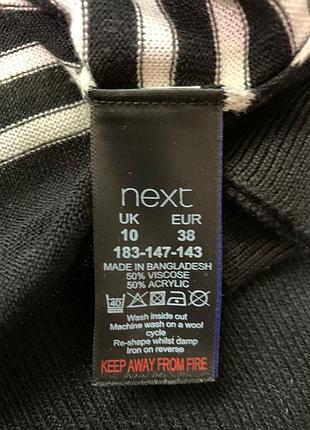 next
UK EUR
10 38
183-147-143
MADE IN BANGLADESH
50% VISCOSE
50% ACRYLIC
40
Wash inside out
Machine wash on a wool
cycle
Re-shape whilst damp
Iron on reverse
KEEP AWAY FROM FIRE